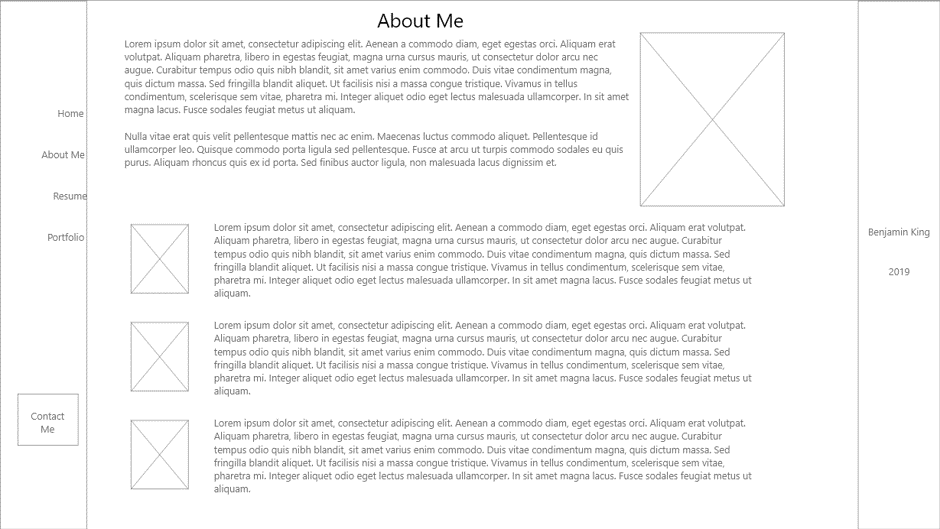 About Me
Lorem ipsum dolor sit amet, consectetur adipiscing elit. Aenean a commodo diam, eget egestas orci. Aliquam erat
volutpat. Aliquam pharetra, libero in egestas feugiat, magna urna cursus mauris, ut consectetur dolor arcu nec
augue. Curabitur tempus odio quis nibh blandit, sit amet varius enim commodo. Duis vitae condimentum magna,
quis dictum massa. Sed fringilla blandit aliquet. Ut facilisis nisi a massa congue tristique. Vivamus in tellus
condimentum, scelerisque sem vitae, pharetra mi. Integer aliquet odio eget lectus malesuada ullamcorper. In sit amet
magna lacus. Fusce sodales feugiat metus ut aliquam.
Nulla vitae erat quis velit pellentesque mattis nec ac enim. Maecenas luctus commodo aliquet. Pellentesque id
ullamcorper leo. Quisque commodo porta ligula sed pellentesque. Fusce at arcu ut turpis commodo sodales eu quis
purus. Aliquam rhoncus quis ex id porta. Sed finibus auctor ligula, non malesuada lacus dignissim et.
Home
About Me
Resume
Portfolio
Contact
Me
Lorem ipsum dolor sit amet, consectetur adipiscing elit. Aenean a commodo diam, eget egestas orci. Aliquam erat volutpat.
Aliquam pharetra, libero in egestas feugiat, magna urna cursus mauris, ut consectetur dolor arcu nec augue. Curabitur
tempus odio quis nibh blandit, sit amet varius enim commodo. Duis vitae condimentum magna, quis dictum massa. Sed
fringilla blandit aliquet. Ut facilisis nisi a massa congue tristique. Vivamus in tellus condimentum, scelerisque sem vitae,
pharetra mi. Integer aliquet odio eget lectus malesuada ullamcorper. In sit amet magna lacus. Fusce sodales feugiat metus ut
aliquam.
Lorem ipsum dolor sit amet, consectetur adipiscing elit. Aenean a commodo diam, eget egestas orci. Aliquam erat volutpat.
Aliquam pharetra, libero in egestas feugiat, magna urna cursus mauris, ut consectetur dolor arcu nec augue. Curabitur
tempus odio quis nibh blandit, sit amet varius enim commodo. Duis vitae condimentum magna, quis dictum massa. Sed
fringilla blandit aliquet. Ut facilisis nisi a massa congue tristique. Vivamus in tellus condimentum, scelerisque sem vitae,
pharetra mi. Integer aliquet odio eget lectus malesuada ullamcorper. In sit amet magna lacus. Fusce sodales feugiat metus ut
aliquam.
Lorem ipsum dolor sit amet, consectetur adipiscing elit. Aenean a commodo diam, eget egestas orci. Aliquam erat volutpat.
Aliquam pharetra, libero in egestas feugiat, magna urna cursus mauris, ut consectetur dolor arcu nec augue. Curabitur
tempus odio quis nibh blandit, sit amet varius enim commodo. Duis vitae condimentum magna, quis dictum massa. Sed
fringilla blandit aliquet. Ut facilisis nisi a massa congue tristique. Vivamus in tellus condimentum, scelerisque sem vitae,
pharetra mi. Integer aliquet odio eget lectus malesuada ullamcorper. In sit amet magna lacus. Fusce sodales feugiat metus ut
aliquam.
Benjamin King
2019